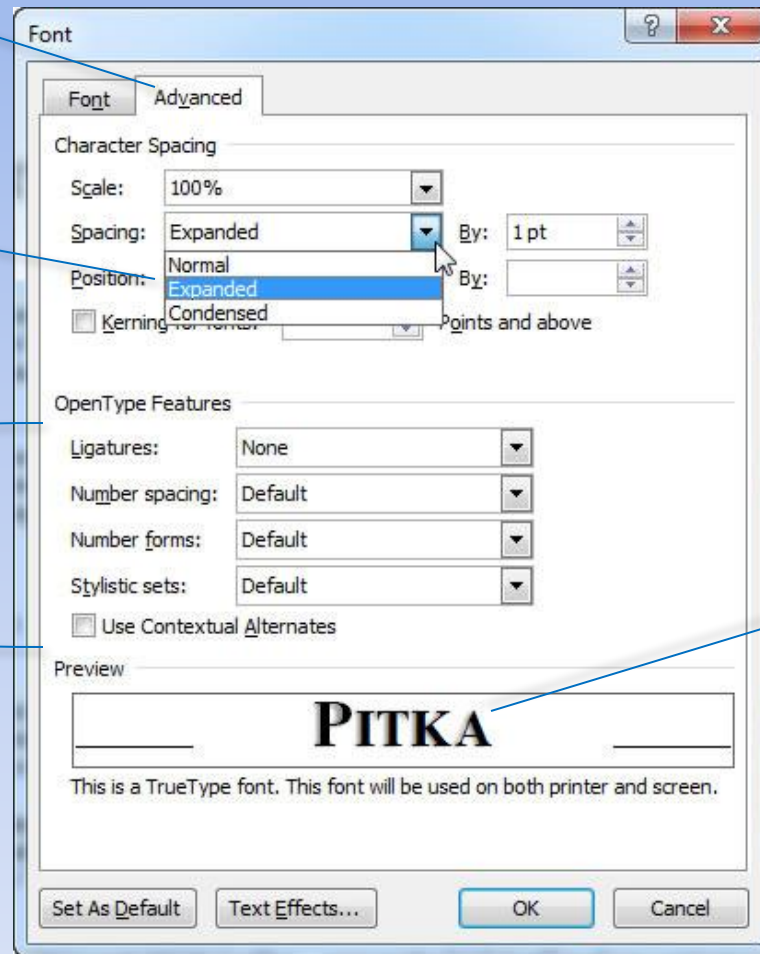 Font
Font Advanced
Character Spacing
Scale: 100%
Spacing: Expanded By: 1 pt
Normal
Position: Expanded By:
Condensed
Kerning for fonts: Points and above
OpenType Features
Ligatures: None
Number spacing: Default
Number forms: Default
Stylistic sets: Default
Use Contextual Alternates
Preview
PITKA
This is a TrueType font. This font will be used on both printer and screen.
Set As Default Text Effects... OK Cancel